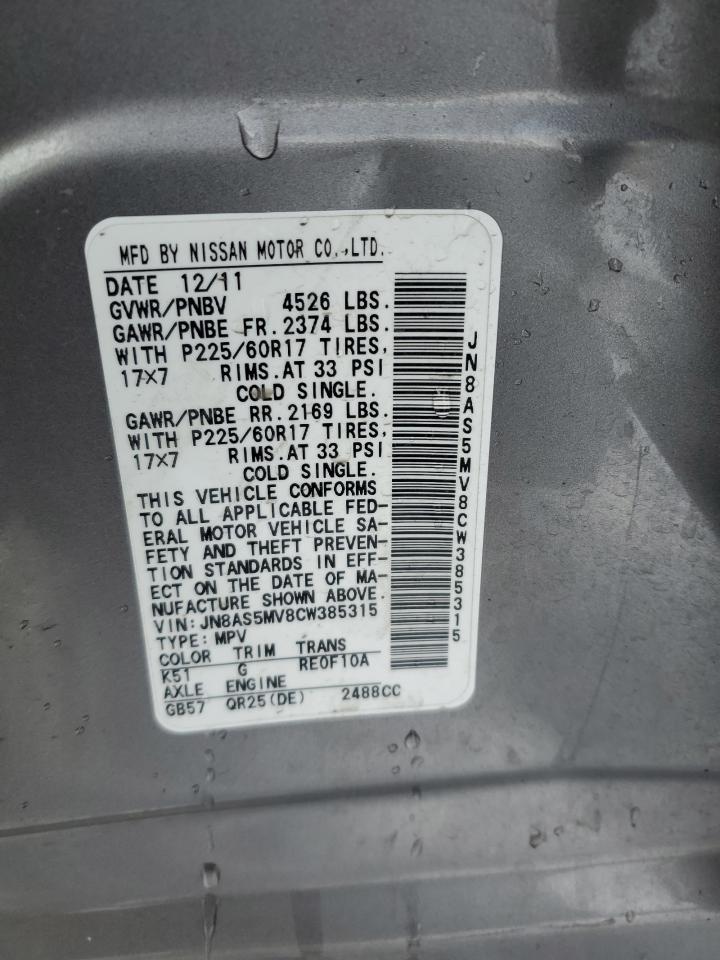 MFD BY NISSAN MOTOR CO.,LTD.
DATE 12/11
GVWR/PNBV 4526 LBS.
GAWR/PNBE FR. 2374 LBS.
WITH P225/60R17 TIRES,
17×7 RIMS.AT 33 PSI
COLD SINGLE.
GAWR/PNBE RR. 2169 LBS.
WITH P225/60R17 TIRES,
17×7 RIMS.AT 33 PSI
COLD SINGLE.
THIS VEHICLE CONFORMS
TO ALL APPLICABLE FED-
ERAL MOTOR VEHICLE SA-
FETY AND THEFT PREVEN-
TION STANDARDS IN EFF-
ECT ON THE DATE OF MA-
NUFACTURE SHOWN ABOVE.
VIN:JN8AS5MV8CW385315
TYPE:MPV
COLOR TRIM TRANS
K51 G RE0F10A
AXLE ENGINE
GB57 QR25(DE) 2488CC
JN8AS5MV8CW385315